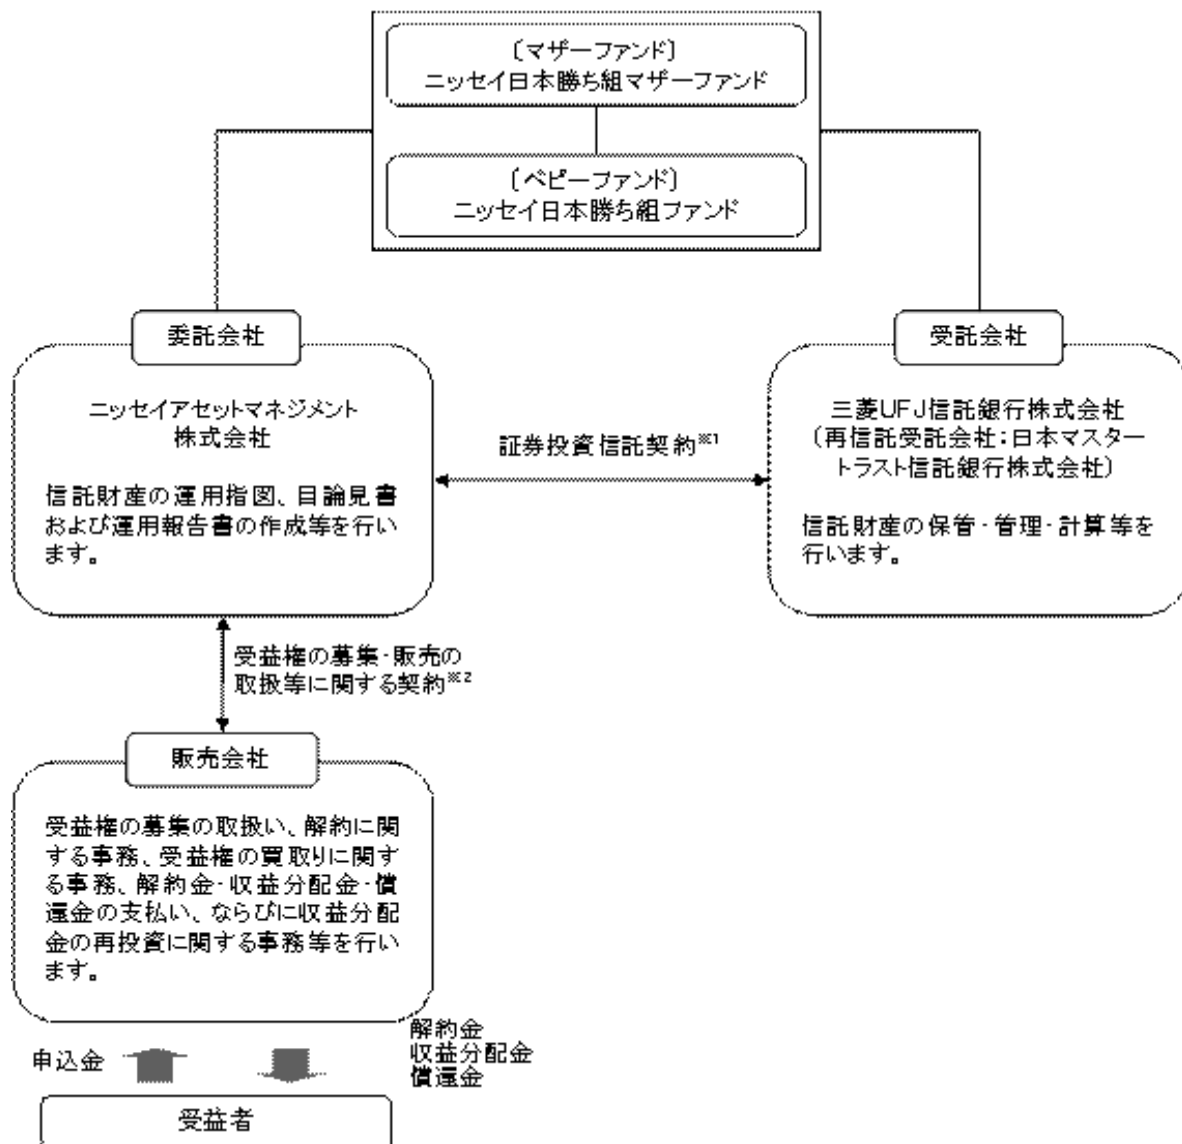 〔マザーファンド〕
ニッセイ日本勝ち組マザーファンド
〔ベビーファンド〕
ニッセイ日本勝ち組ファンド
委託会社
ニッセイアセットマネジメント
株式会社
信託財産の運用指図、目論見書
および運用報告書の作成等を行い
ます。
証券投資信託契約※1
受託会社
三菱UFJ信託銀行株式会社
(再信託受託会社:日本マスター
トラスト信託銀行株式会社)
信託財産の保管・管理・計算等を
行います。
受益権の募集・販売の
取扱等に関する契約※2
販売会社
受益権の募集の取扱い、解約に関
する事務、受益権の買取りに関す
る事務、解約金・収益分配金・償
還金の支払い、ならびに収益分配
金の再投資に関する事務等を行い
ます。
申込金
解約金
収益分配金
償還金
受益者